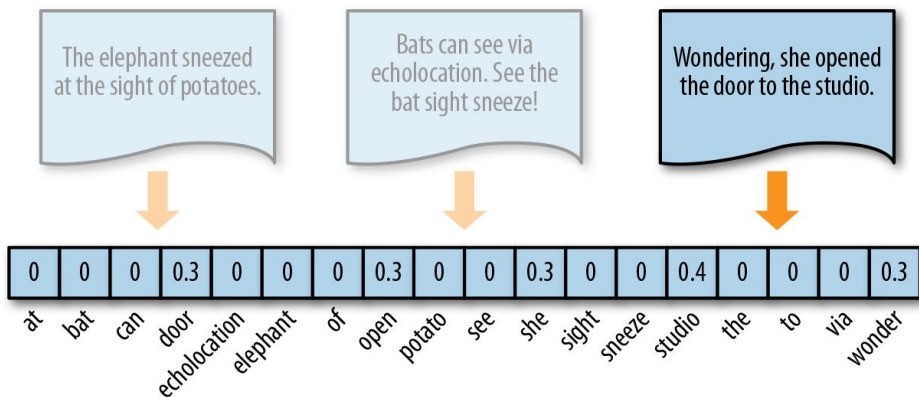 The elephant sneezed
at the sight of potatoes.
Bats can see via
echolocation. See the
bat sight sneeze!
Wondering, she opened
the door to the studio.
0 0 0 0.3 0 0 0 0.3 0 0 0.3 0 0 0.4 0 0 0 0.3
at bat can door echolocation elephant of open potato see she sight sneeze studio the to via wonder